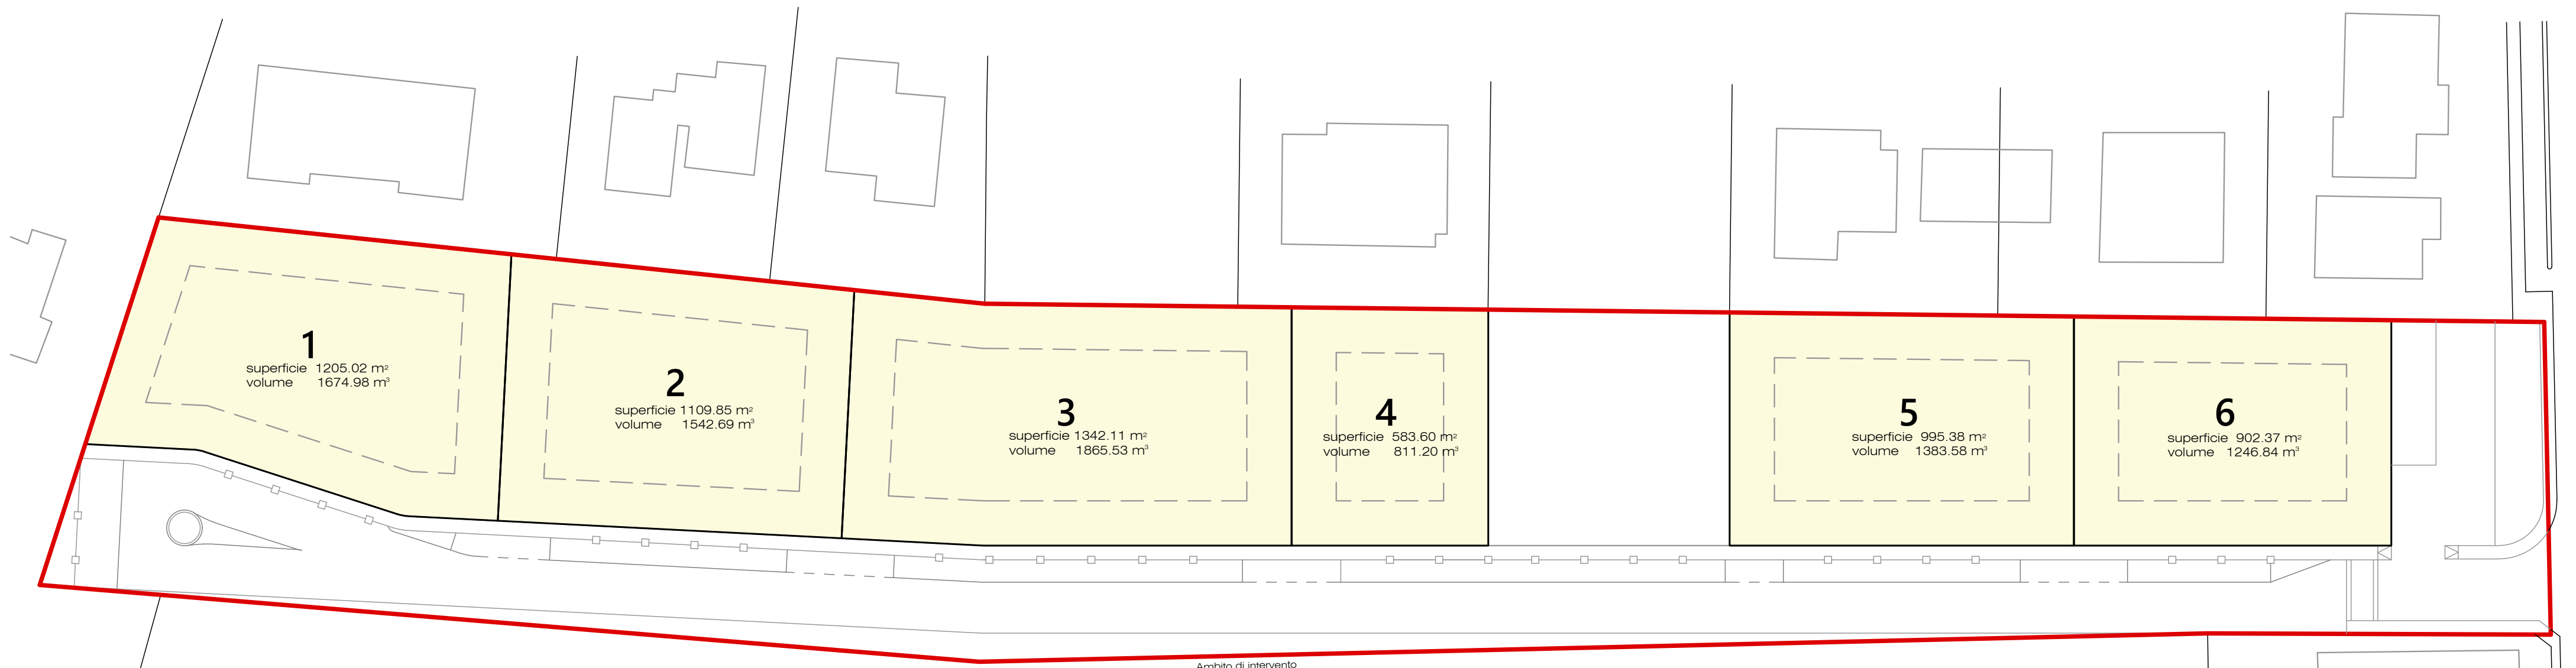 1
superficie 1205.02 m²
volume 1674.98 m³
2
superficie 1109.85 m²
volume 1542.69 m³
3
superficie 1342.11 m²
volume 1865.53 m³
4
superficie 583.60 m²
volume 811.20 m³
5
superficie 995.38 m²
volume 1383.58 m³
6
superficie 902.37 m²
volume 1246.84 m³
Ambito di intervento